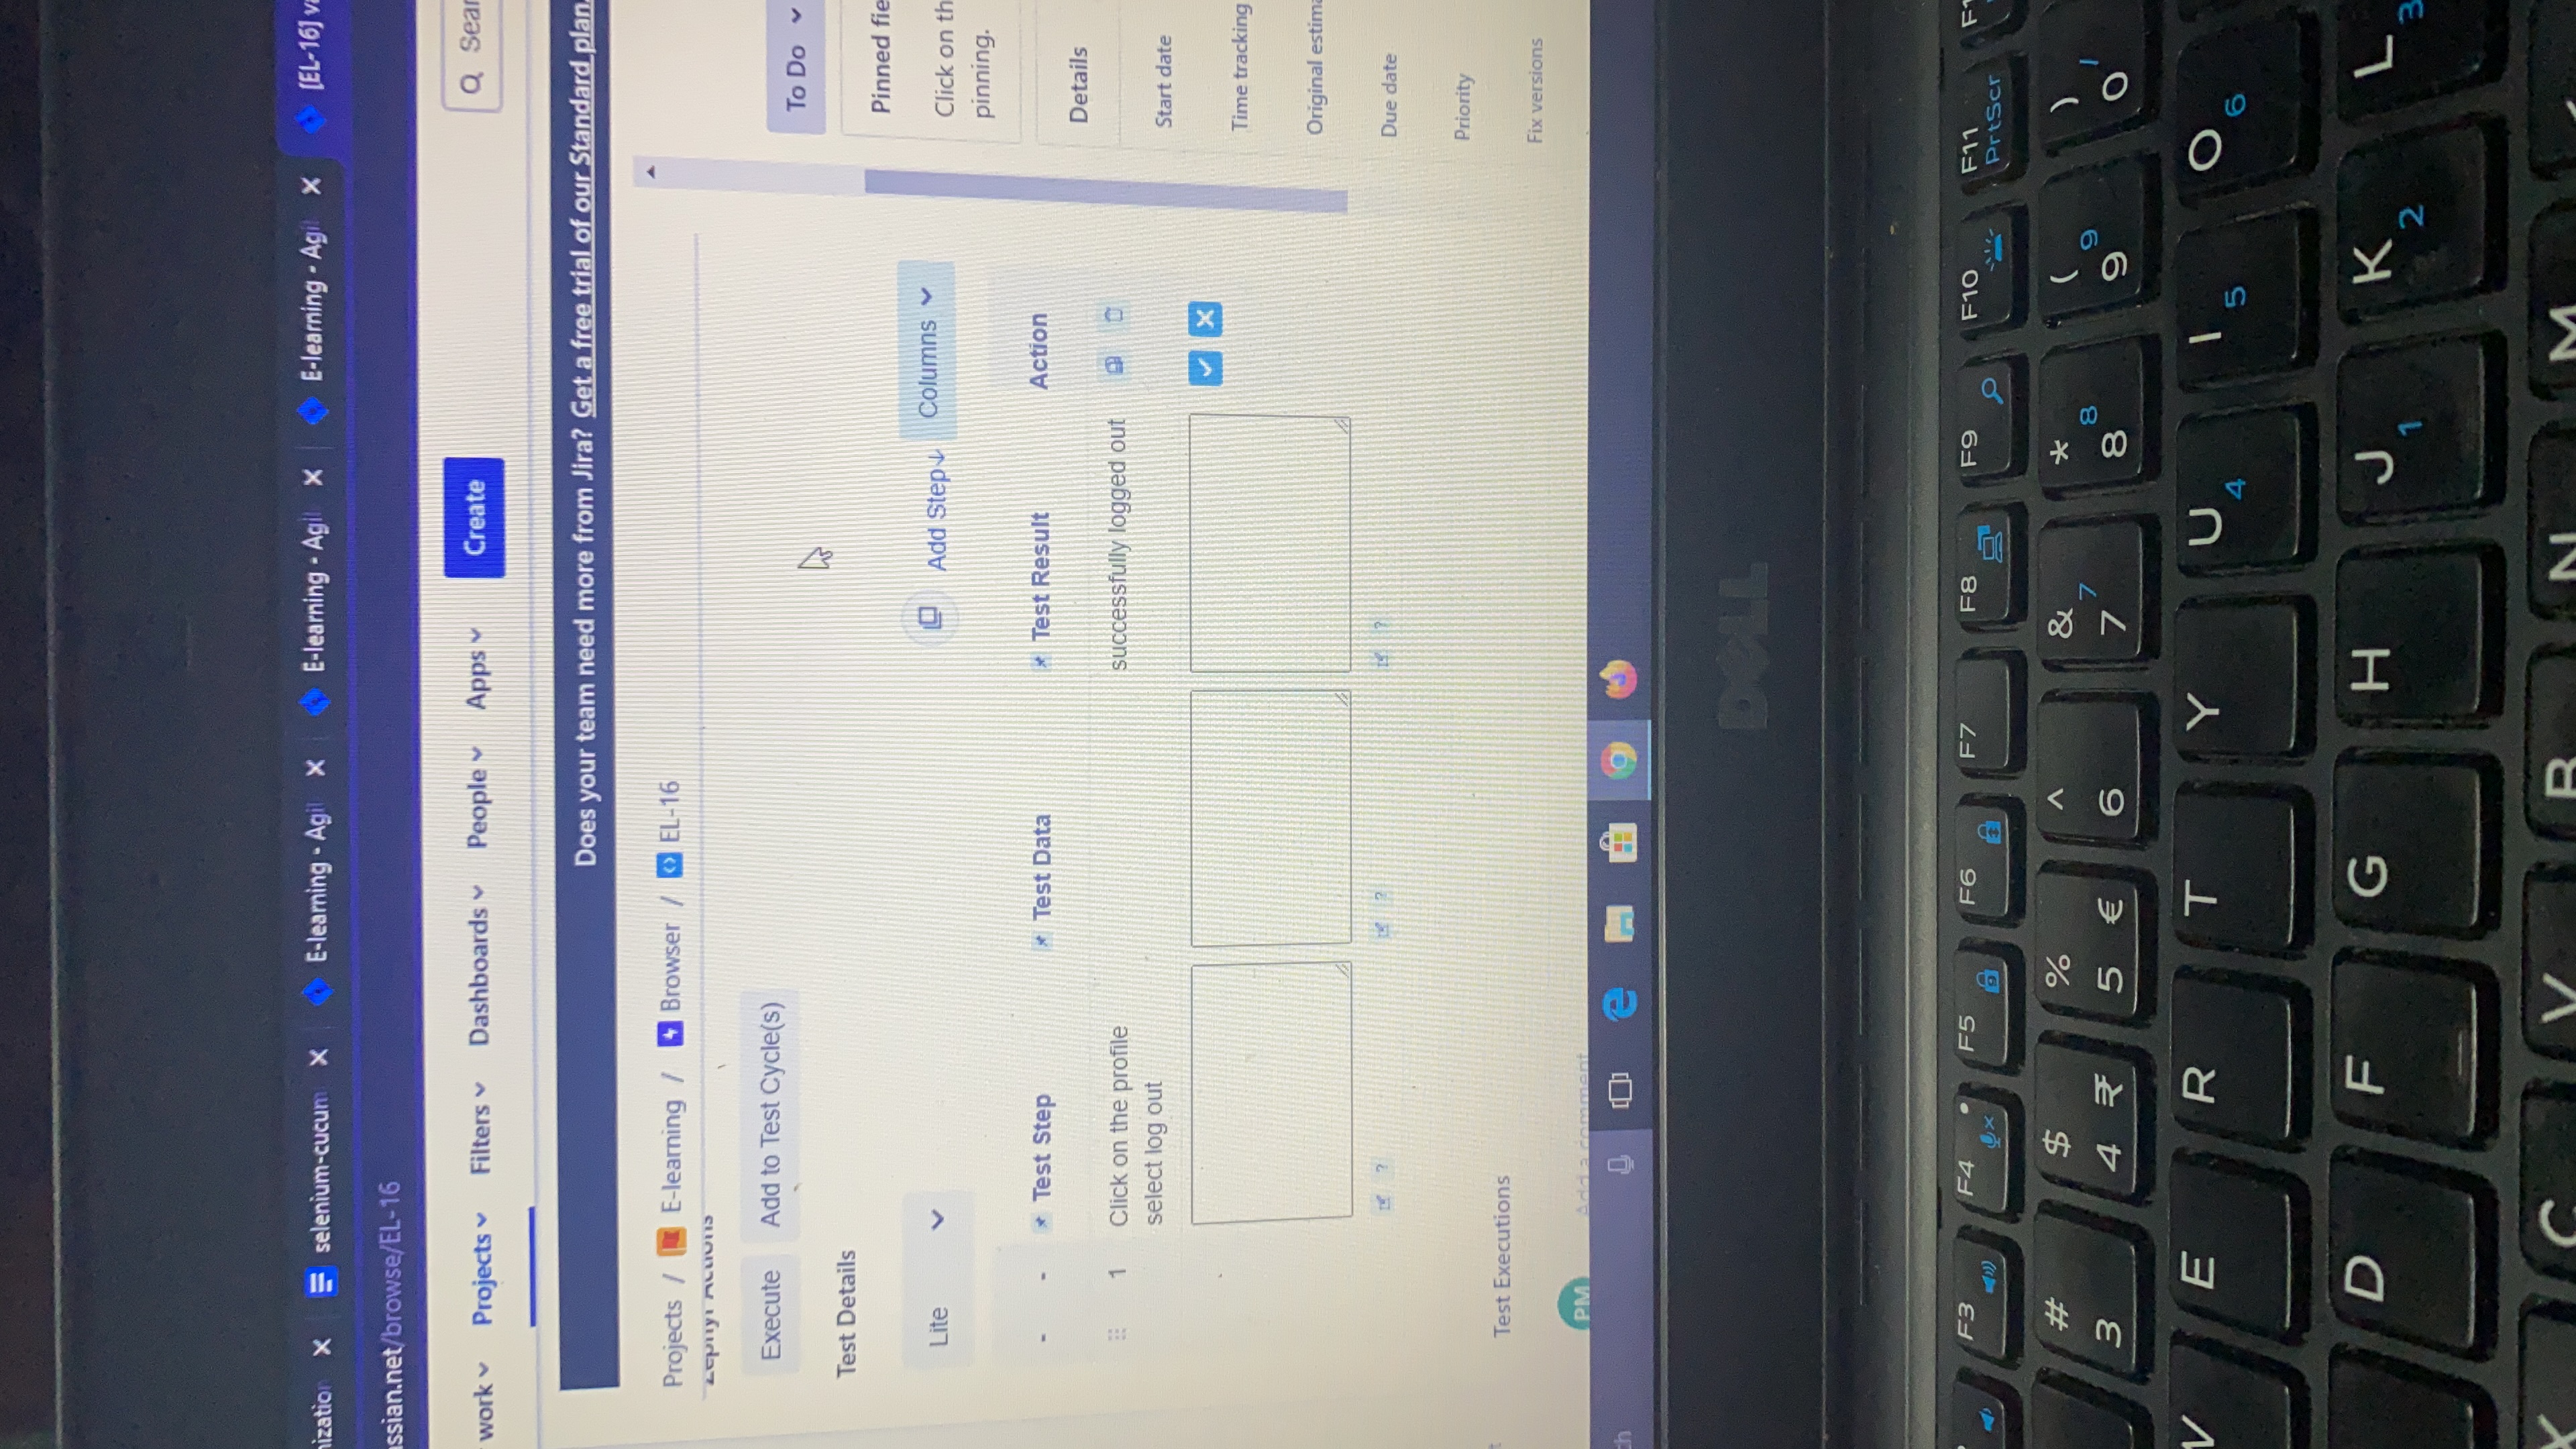 nization
selenium-cucum
E-learning - Agil
E-learning - Agil
E-learning - Agil
[EL-16] va
assian.net/browse/EL-16
work
Projects
Filters
Dashboards
People
Apps
Create
Sear
Does your team need more from Jira? Get a free trial of our Standard plan.
Projects / E-learning / Browser / EL-16
Zephyr Actions
Execute
Add to Test Cycle(s)
To Do
Test Details
Pinned fie
Lite
Add Step
Columns
Click on th
pinning.
- - Test Step Test Data Test Result Action
Details
1 Click on the profile successfully logged out
select log out
Start date
Time tracking
Original estima
? ? ?
Due date
Priority
Test Executions
Fix versions
PM
Add a comment
ch
DELL
F3 F4 F5 F6 F7 F8 F9 F10 F11 F1
PrtScr
# $ % ^ & * ( )
3 4 ₹ 5 € 6 7 7 8 8 9 9 0 /
W E R T Y U 4 I 5 O 6
D F G H J 1 K 2 L 3
X C V B N M